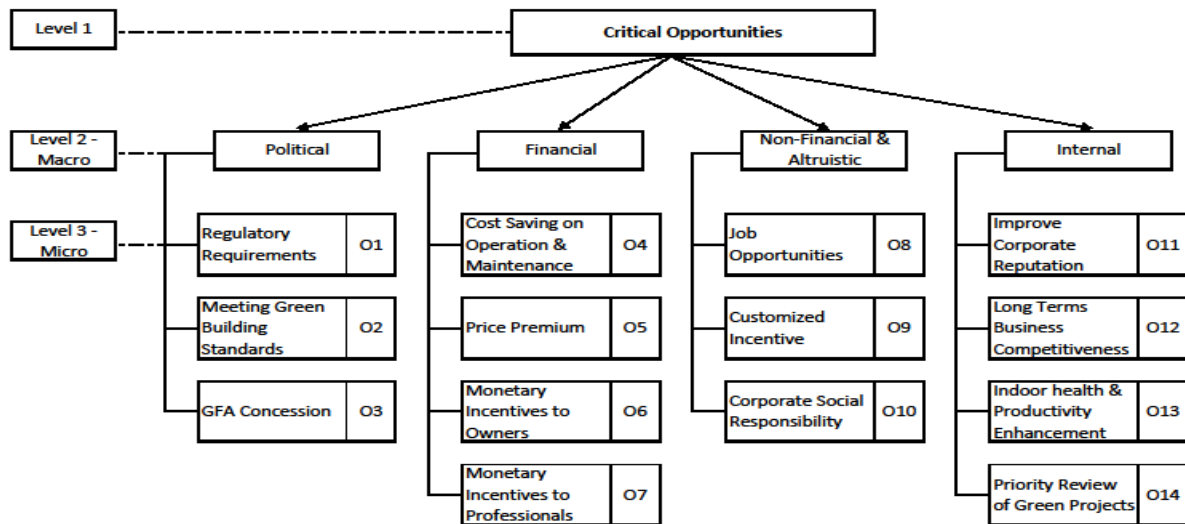 Level 1
Critical Opportunities
Level 2 -
Macro
Political
Financial
Non-Financial &
Altruistic
Internal
Level 3 -
Micro
Regulatory
Requirements
O1
Cost Saving on
Operation &
Maintenance
O4
Job
Opportunities
O8
Improve
Corporate
Reputation
O11
Meeting Green
Building
Standards
O2
Price Premium
O5
Customized
Incentive
O9
Long Terms
Business
Competitiveness
O12
GFA Concession
O3
Monetary
Incentives to
Owners
O6
Corporate Social
Responsibility
O10
Indoor health &
Productivity
Enhancement
O13
Monetary
Incentives to
Professionals
O7
Priority Review
of Green Projects
O14